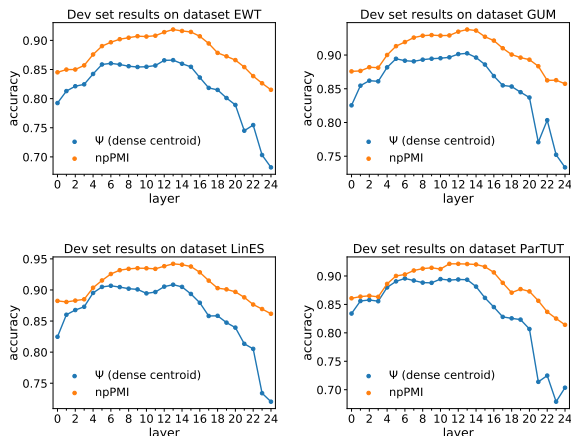 Dev set results on dataset EWT
accuracy
0.90
0.85
0.80
0.75
0.70
Ψ (dense centroid)
npPMI
0 2 4 6 8 10 12 14 16 18 20 22 24
layer
Dev set results on dataset GUM
accuracy
0.90
0.85
0.80
0.75
Ψ (dense centroid)
npPMI
0 2 4 6 8 10 12 14 16 18 20 22 24
layer
Dev set results on dataset LinES
accuracy
0.95
0.90
0.85
0.80
0.75
Ψ (dense centroid)
npPMI
0 2 4 6 8 10 12 14 16 18 20 22 24
layer
Dev set results on dataset ParTUT
accuracy
0.90
0.85
0.80
0.75
0.70
Ψ (dense centroid)
npPMI
0 2 4 6 8 10 12 14 16 18 20 22 24
layer